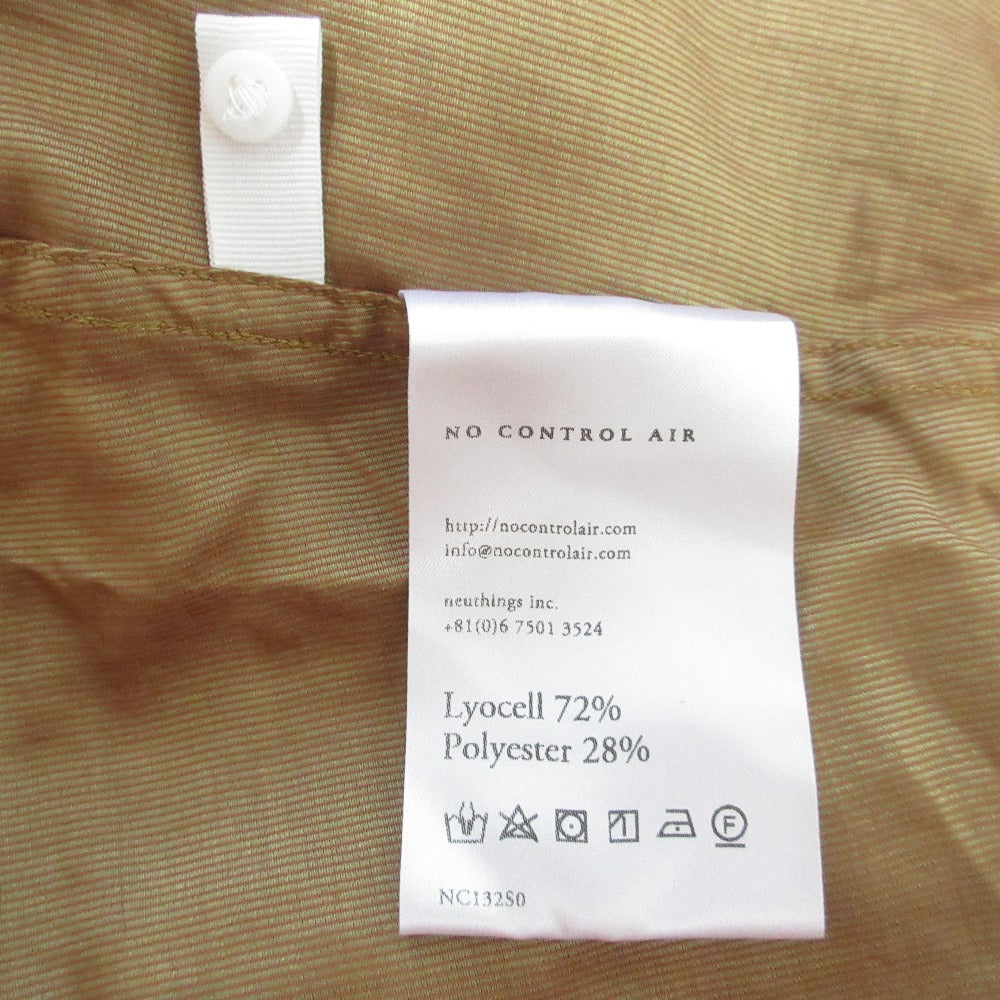 NO CONTROL AIR
http://nocontrolair.com
info@nocontrolair.com
neuthings inc.
+81(0)6 7501 3524
Lyocell 72%
Polyester 28%
F
NC132S0